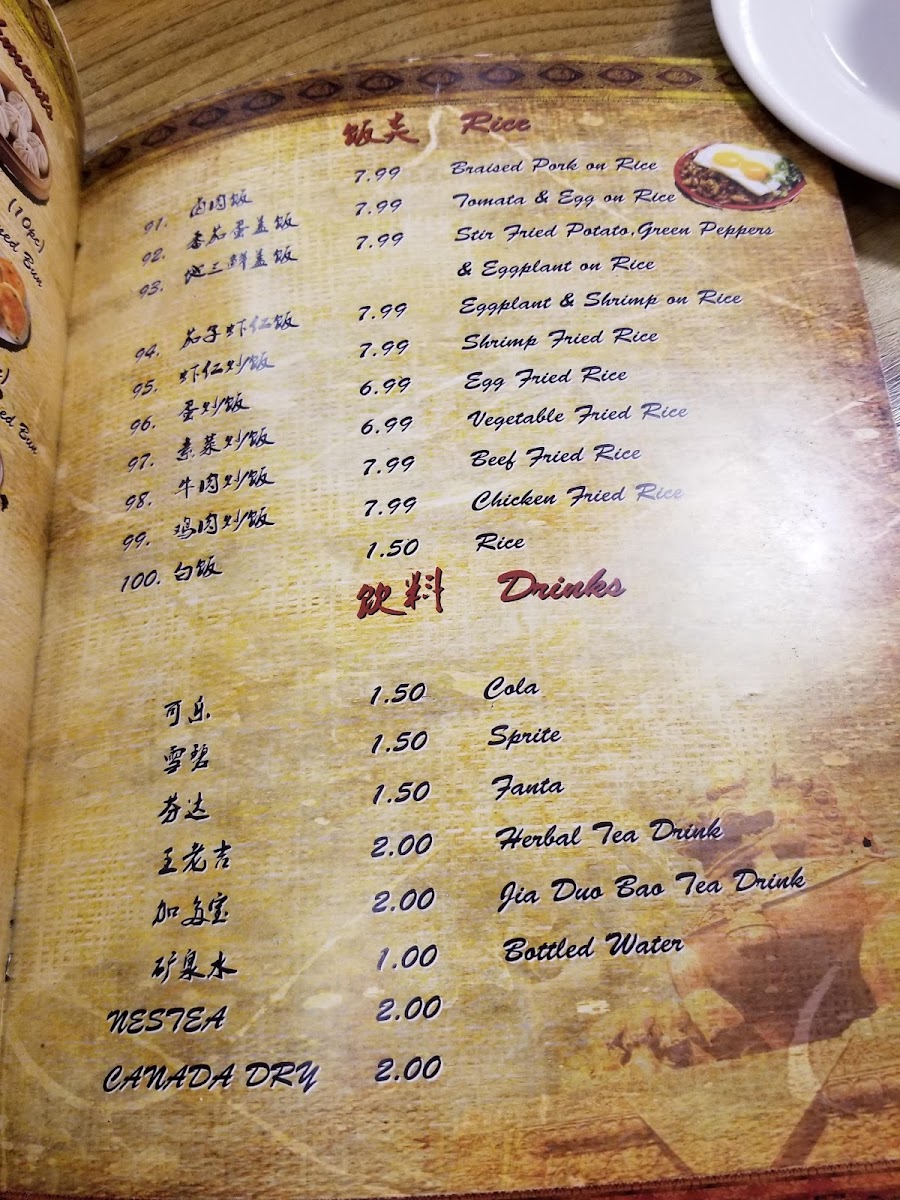 iments
(10pc)
ed Bun
ed Bun
饭类 Rice
91. 卤肉饭 7.99 Braised Pork on Rice
92. 番茄蛋盖饭 7.99 Tomata & Egg on Rice
93. 地三鲜盖饭 7.99 Stir Fried Potato,Green Peppers
& Eggplant on Rice
94. 茄子虾仁饭 7.99 Eggplant & Shrimp on Rice
95. 虾仁炒饭 7.99 Shrimp Fried Rice
96. 蛋炒饭 6.99 Egg Fried Rice
97. 素菜炒饭 6.99 Vegetable Fried Rice
98. 牛肉炒饭 7.99 Beef Fried Rice
99. 鸡肉炒饭 7.99 Chicken Fried Rice
100. 白饭 1.50 Rice
饮料 Drinks
可乐 1.50 Cola
雪碧 1.50 Sprite
芬达 1.50 Fanta
王老吉 2.00 Herbal Tea Drink
加多宝 2.00 Jia Duo Bao Tea Drink
矿泉水 1.00 Bottled Water
NESTEA 2.00
CANADA DRY 2.00